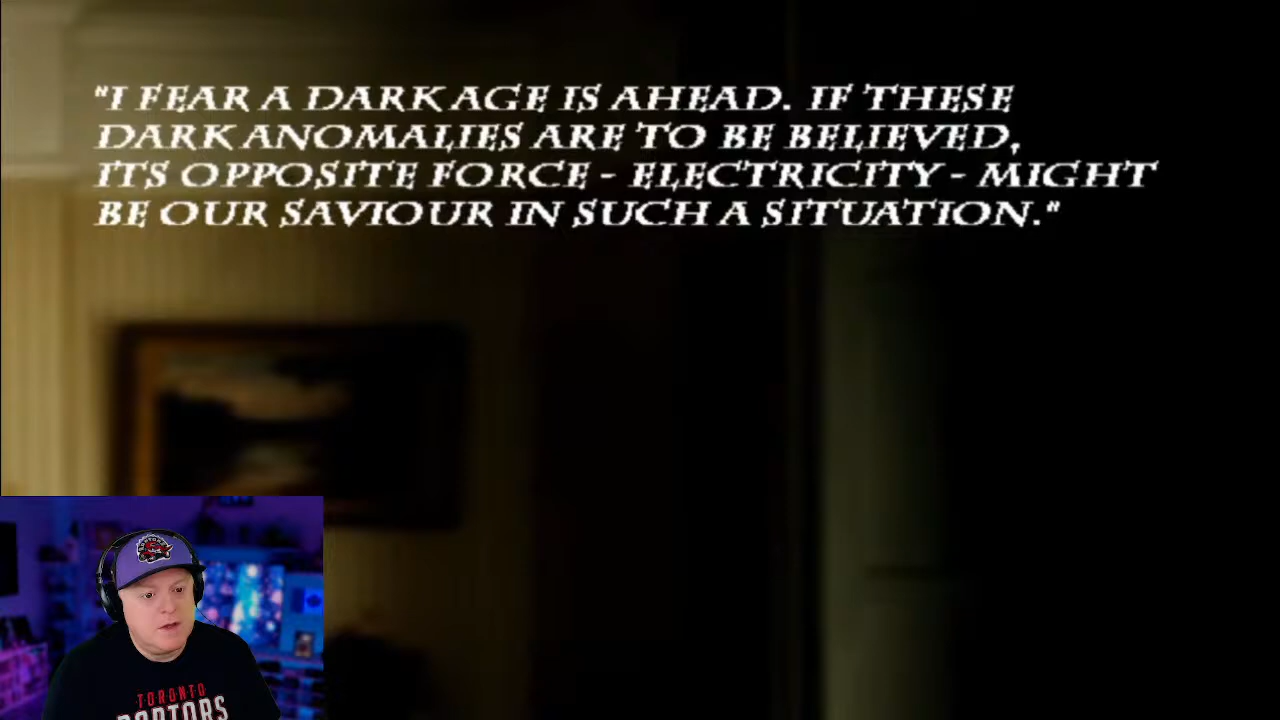 "I FEAR A DARK AGE IS AHEAD. IF THESE
DARK ANOMALIES ARE TO BE BELIEVED,
ITS OPPOSITE FORCE - ELECTRICITY - MIGHT
BE OUR SAVIOUR IN SUCH A SITUATION."
TORONTO
RAPTORS